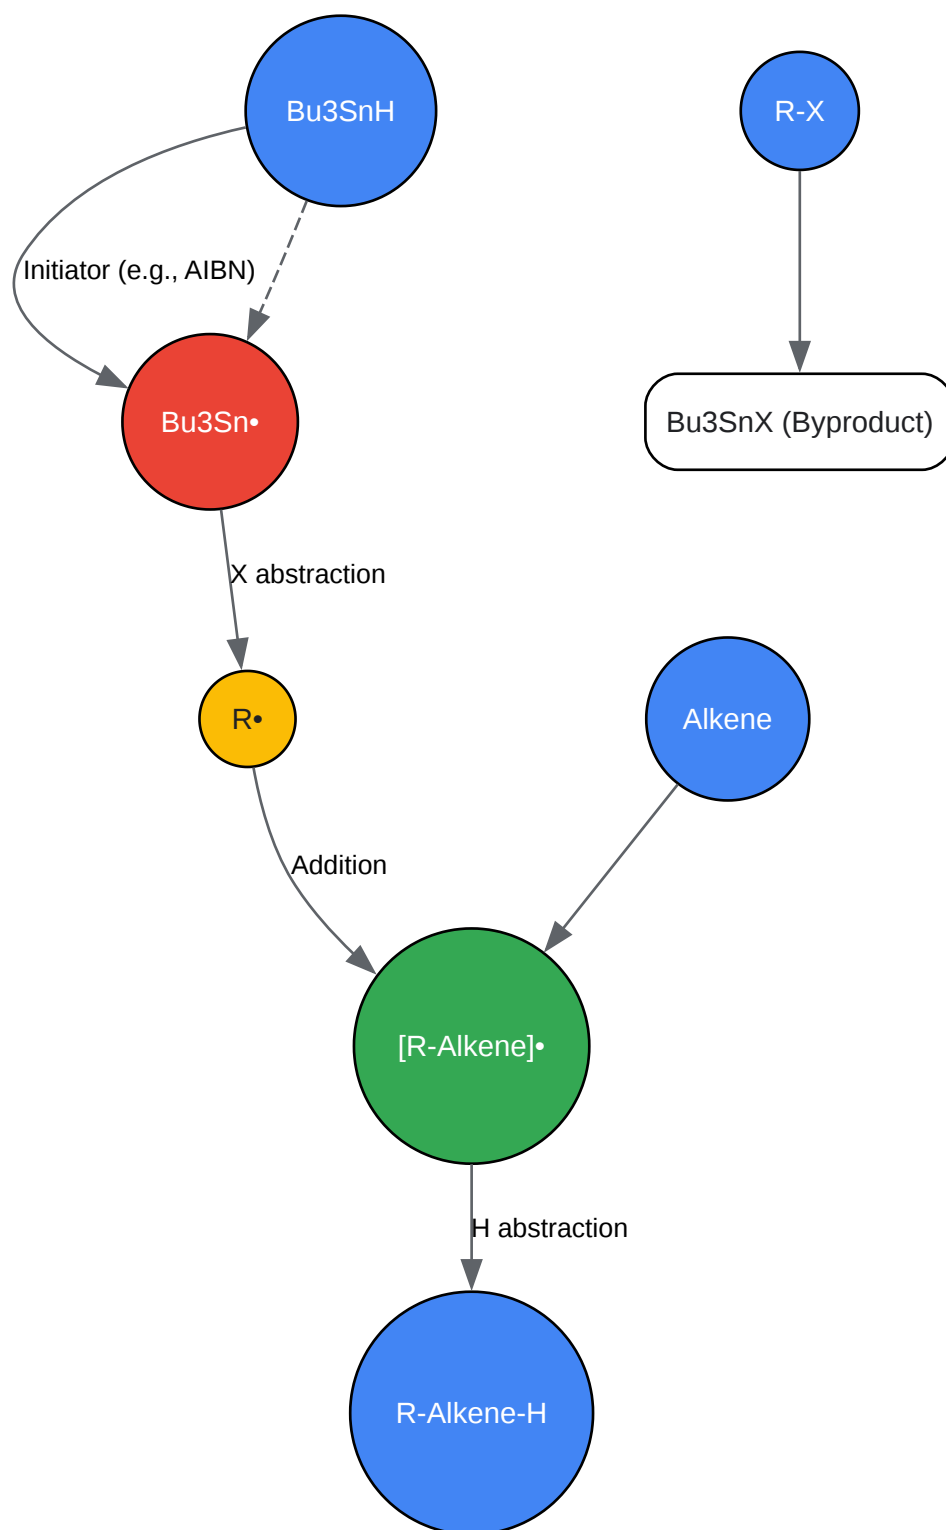 Bu3SnH
R-X
Initiator (e.g., AIBN)
Bu3Sn•
Bu3SnX (Byproduct)
X abstraction
R•
Alkene
Addition
[R-Alkene]•
H abstraction
R-Alkene-H